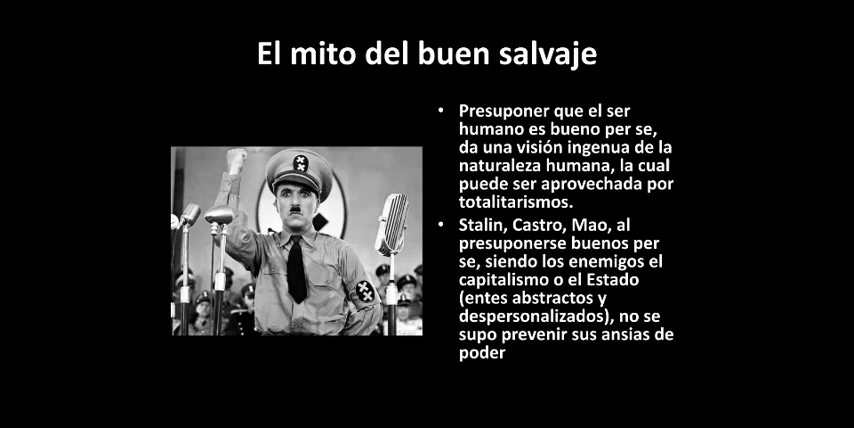 El mito del buen salvaje
• Presuponer que el ser
humano es bueno per se,
da una visión ingenua de la
naturaleza humana, la cual
puede ser aprovechada por
totalitarismos.
• Stalin, Castro, Mao, al
presuponerse buenos per
se, siendo los enemigos el
capitalismo o el Estado
(entes abstractos y
despersonalizados), no se
supo prevenir sus ansias de
poder